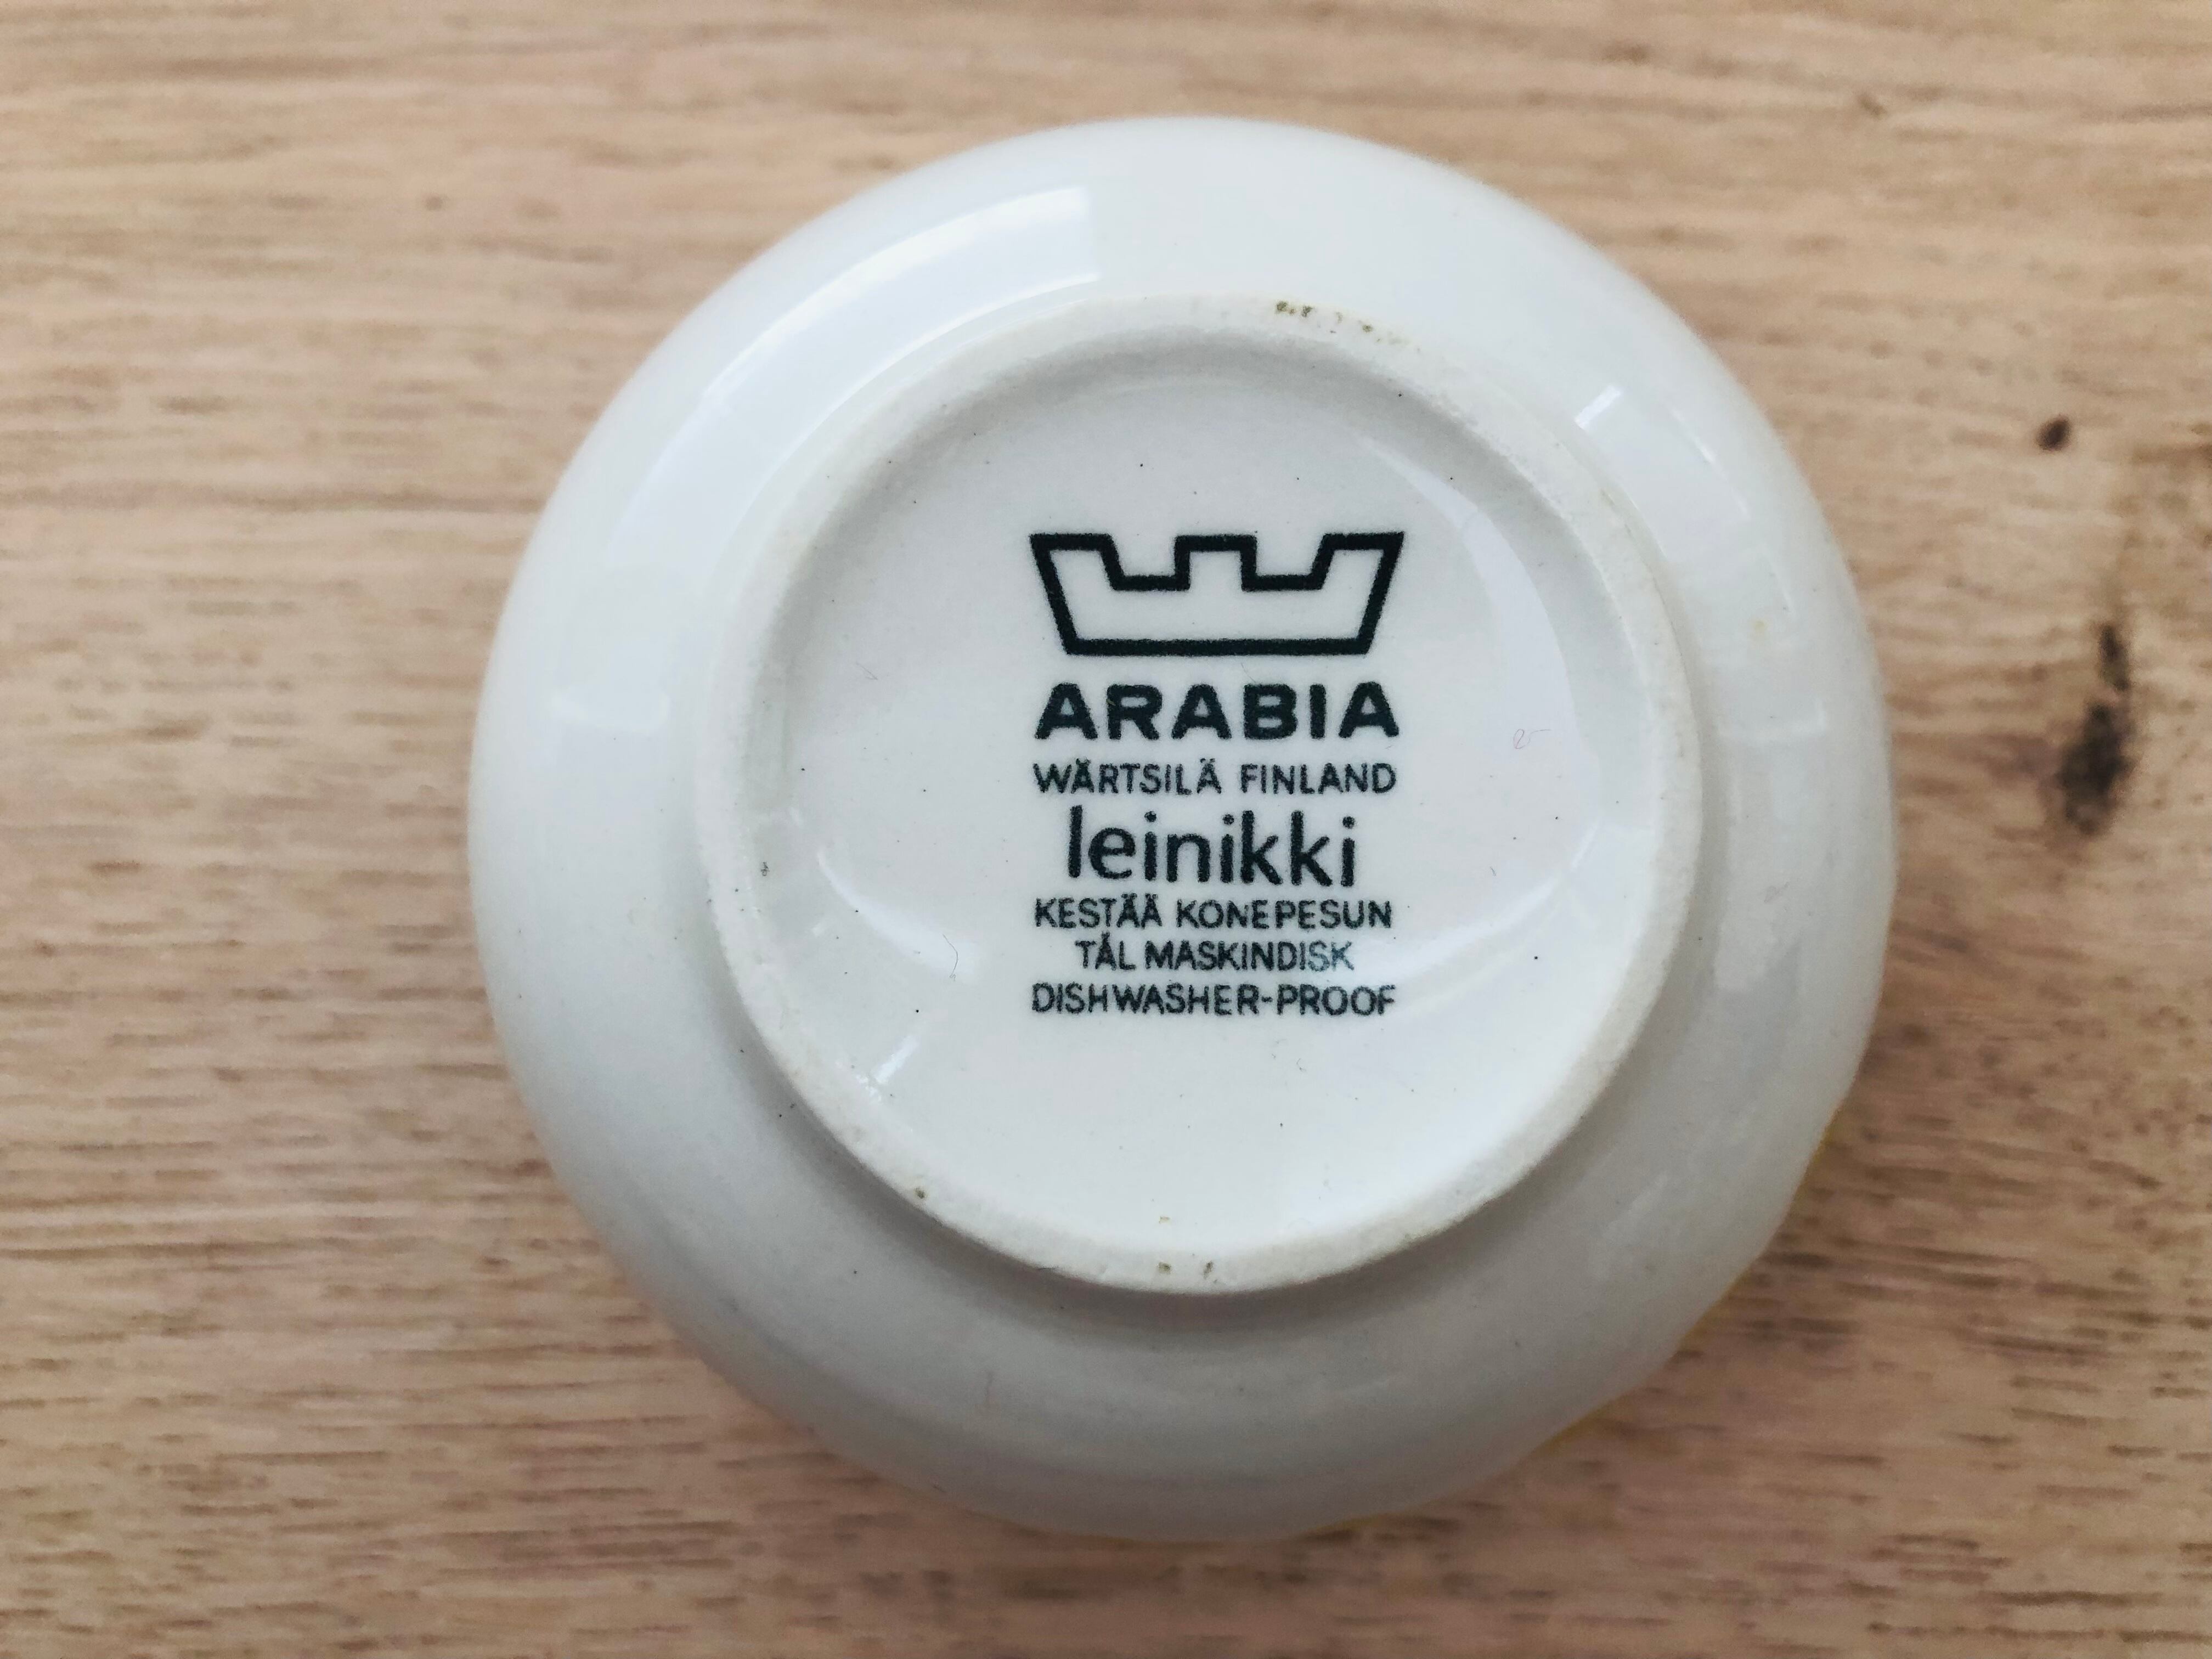 ARABIA
WÄRTSILÄ FINLAND
leinikki
KESTÄÄ KONEPESUN
TÅL MASKINDISK
DISHWASHER-PROOF